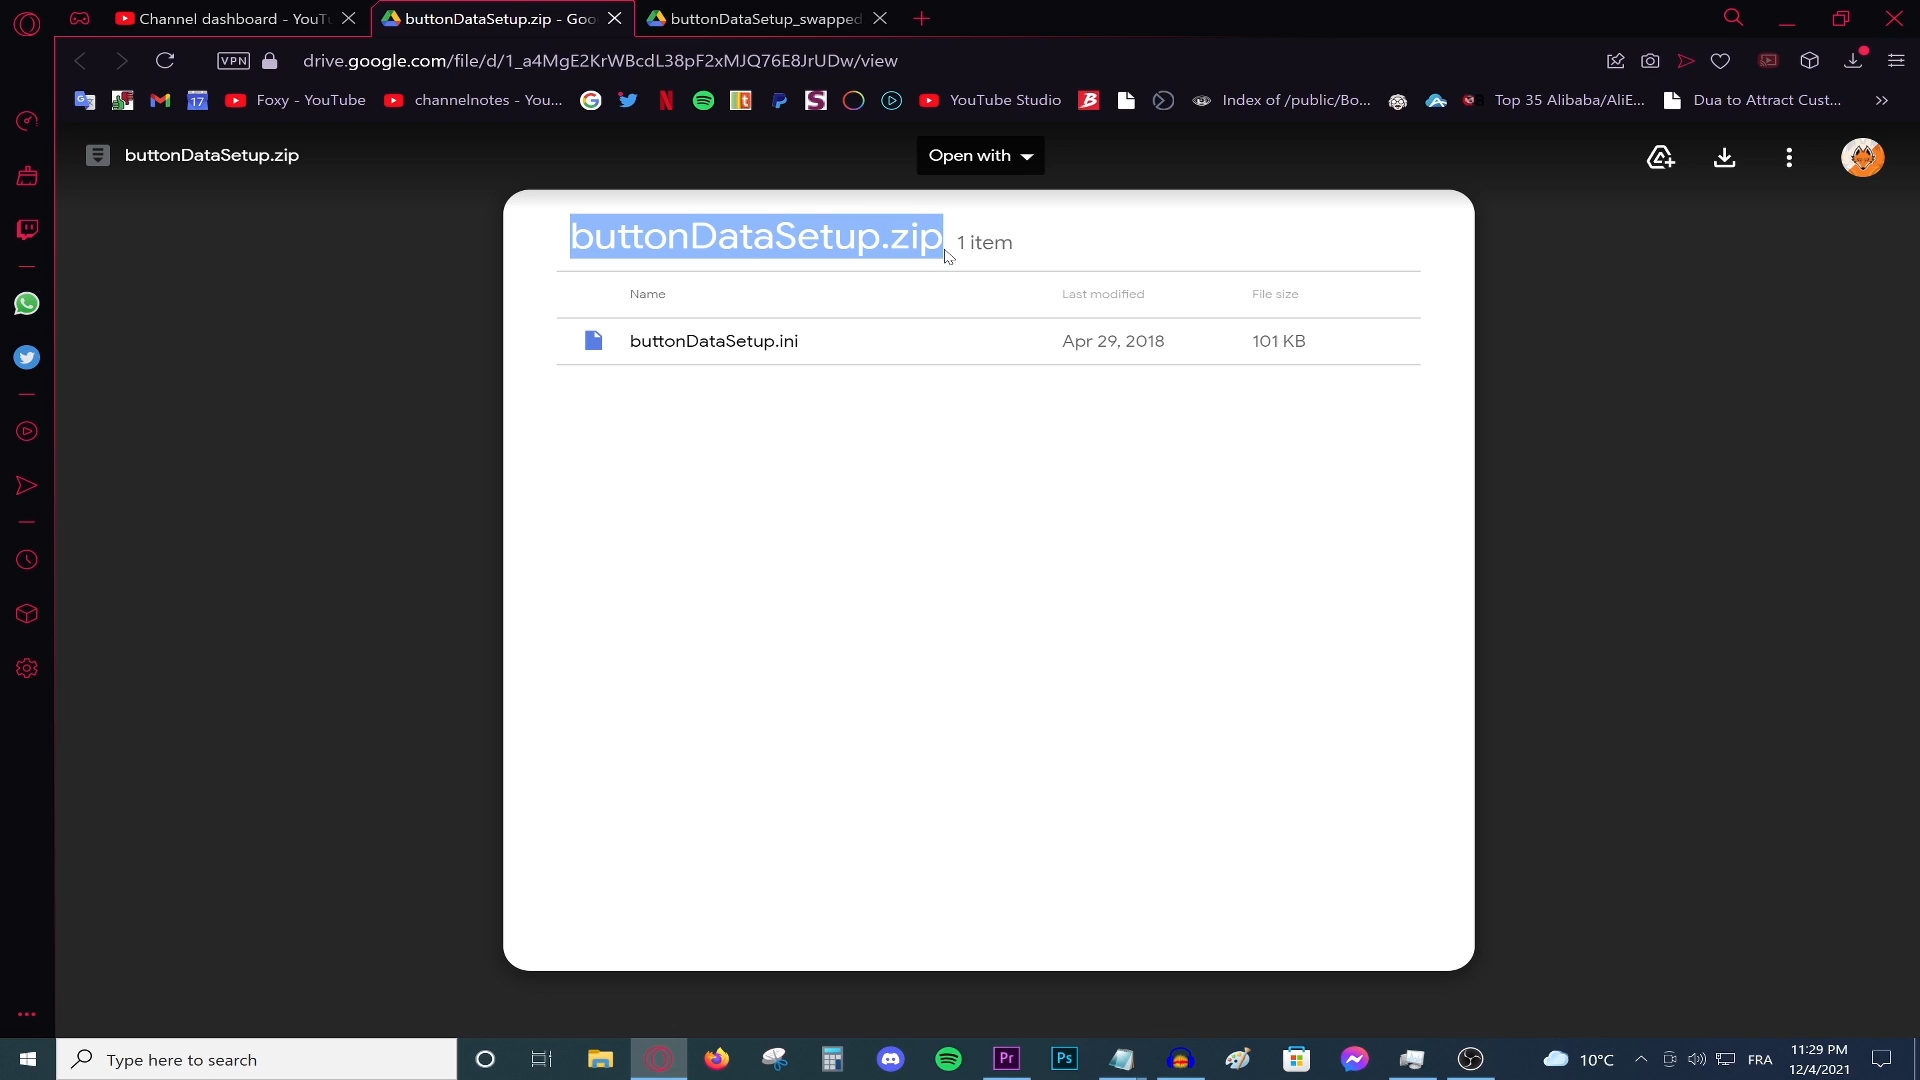 Channel dashboard - YouTu
buttonDataSetup.zip - Goo
buttonDataSetup_swapped
VPN
drive.google.com/file/d/1_a4MgE2KrWBcdL38pF2xMJQ76E8JrUDw/view
17
Foxy - YouTube
channelnotes - You...
YouTube Studio
Index of /public/Bo...
Top 35 Alibaba/AliE...
Dua to Attract Cust...
buttonDataSetup.zip
Open with
buttonDataSetup.zip 1 item
Name Last modified File size
buttonDataSetup.ini Apr 29, 2018 101 KB
Type here to search
Pr
Ps
10°C
FRA
11:29 PM
12/4/2021